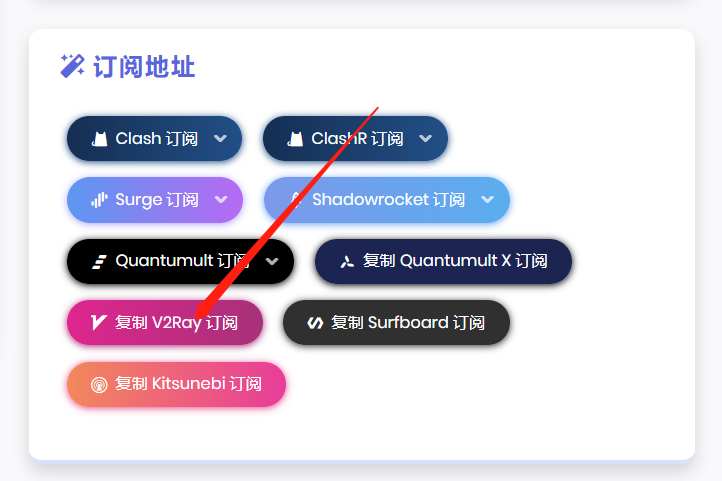 订阅地址
Clash 订阅
ClashR 订阅
Surge 订阅
Shadowrocket 订阅
Quantumult 订阅
复制 Quantumult X 订阅
复制 V2Ray 订阅
复制 Surfboard 订阅
复制 Kitsunebi 订阅